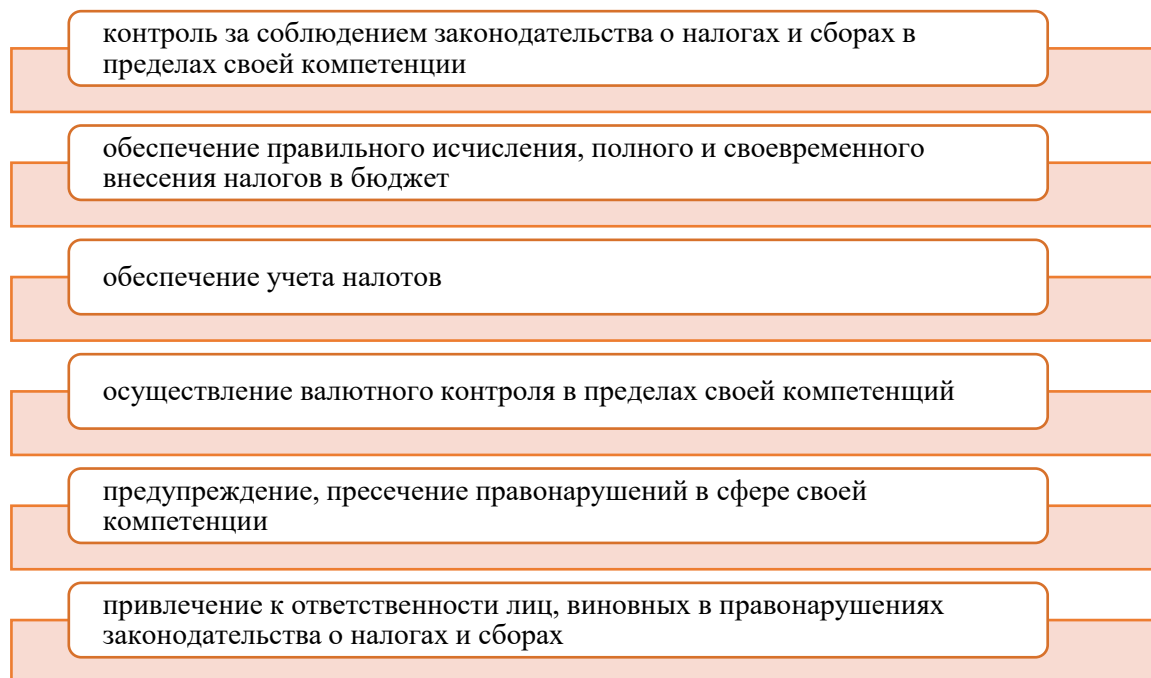 контроль за соблюдением законодательства о налогах и сборах в
пределах своей компетенции
обеспечение правильного исчисления, полного и своевременного
внесения налогов в бюджет
обеспечение учета налотов
осуществление валютного контроля в пределах своей компетенщий
предупреждение, пресечение правонарушений в сфере своей
компетенции
привлечение к ответственности лиц, виновных в правонарушениях
законодательства о налогах и сборах